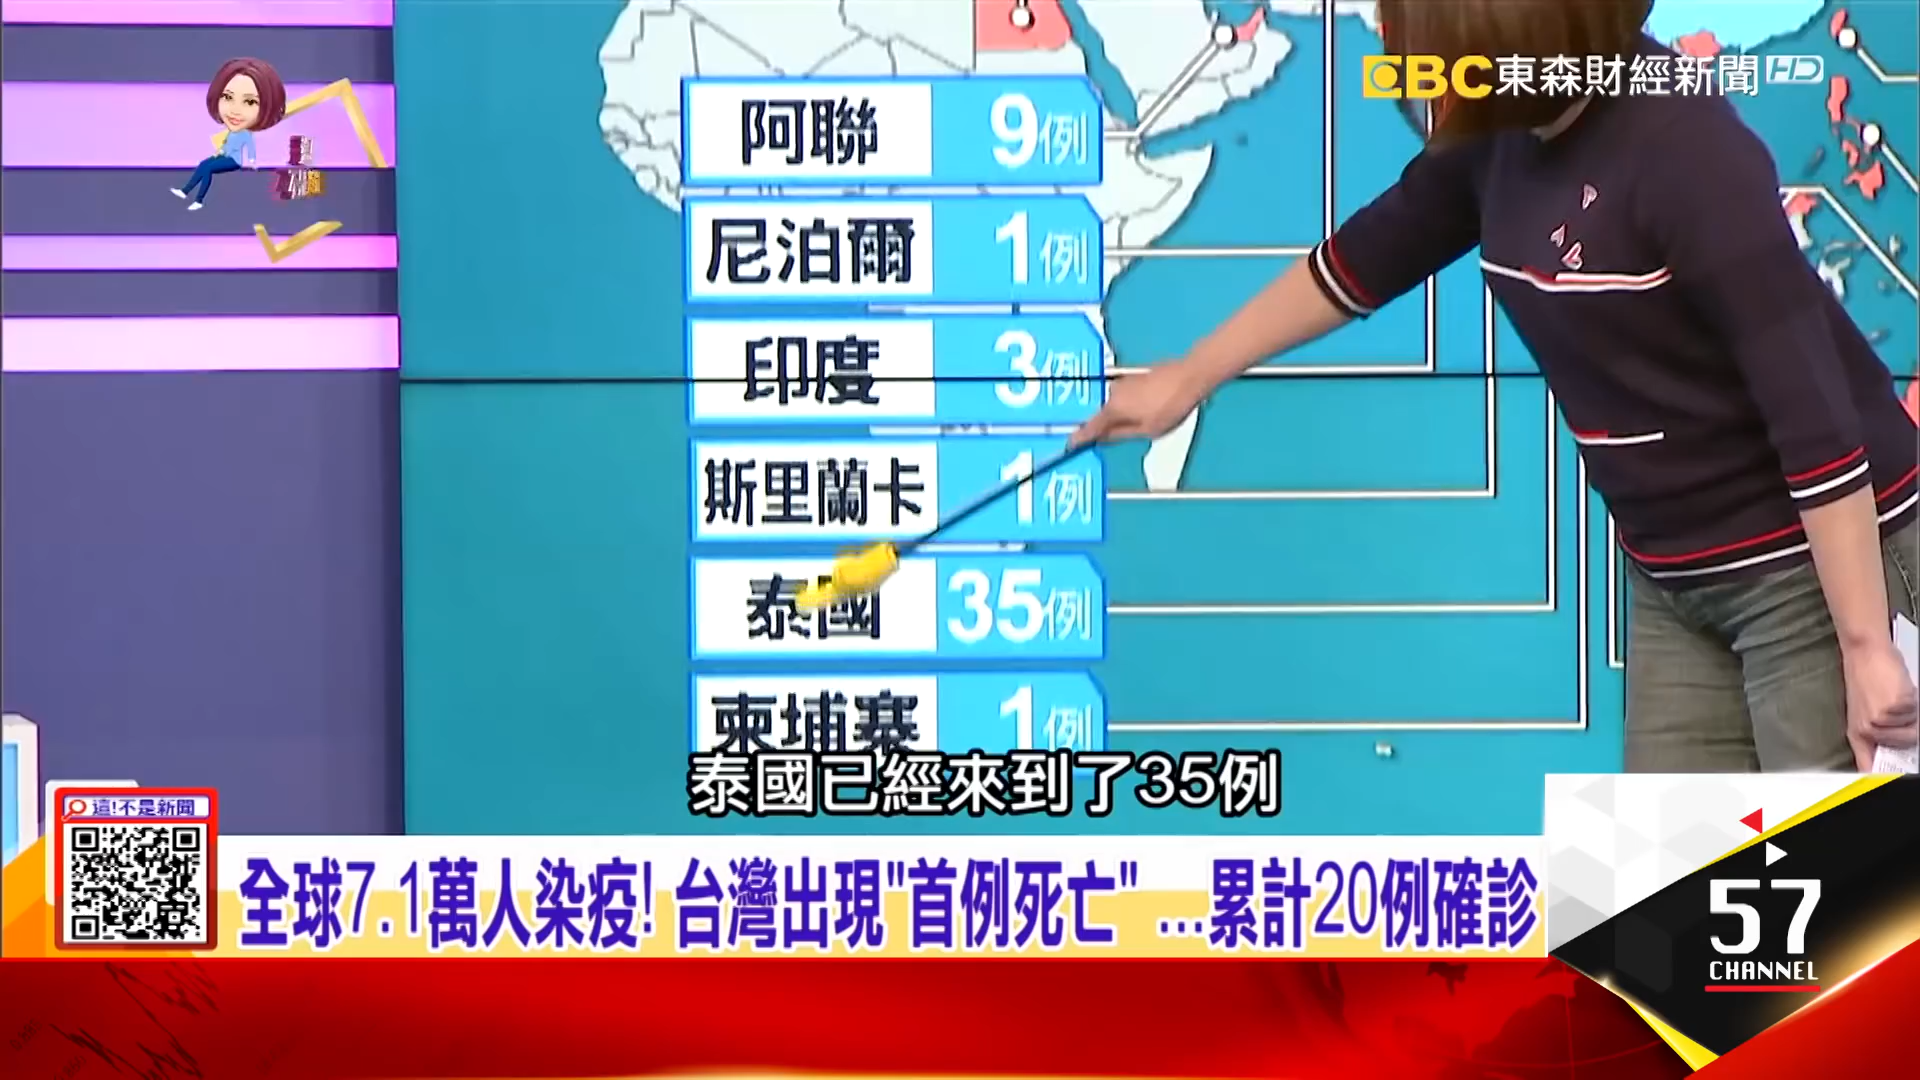 EBC東森財經新聞HD
阿聯 9例
尼泊爾 1例
印度 3例
斯里蘭卡 1例
泰國 35例
柬埔寨 1例
泰國已經來到了35例
這!不是新聞
全球7.1萬人染疫!台灣出現"首例死亡"...累計20例確診
57
CHANNEL